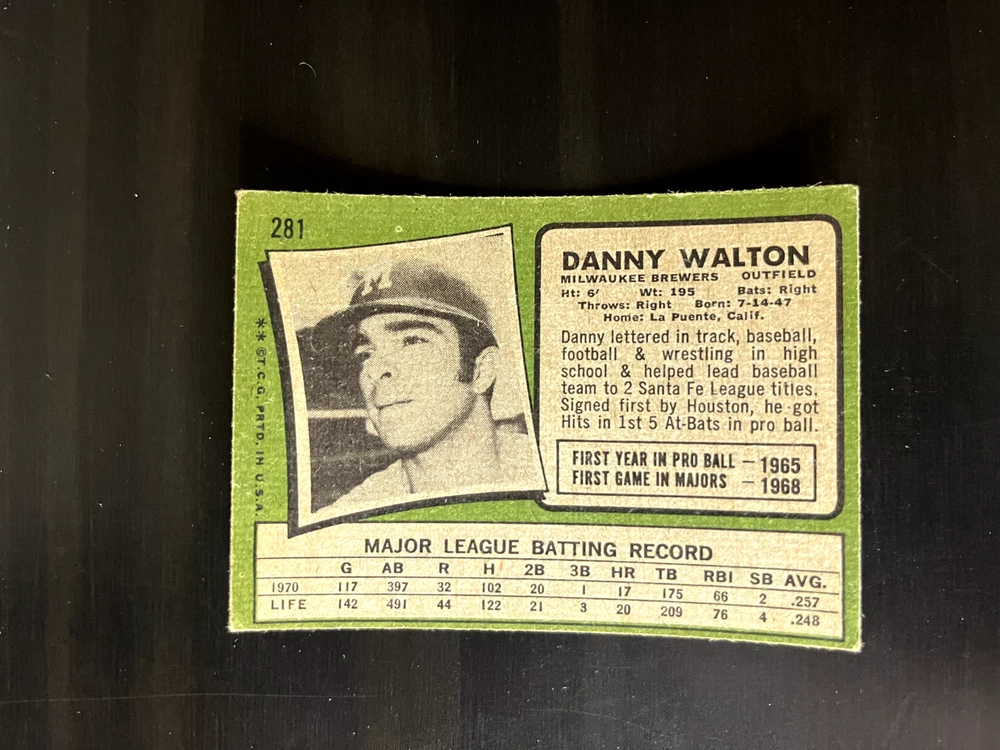 281
M
** ©T.C.G. PRTD. IN U.S.A.
DANNY WALTON
MILWAUKEE BREWERS OUTFIELD
Ht: 6' Wt: 195 Bats: Right
Throws: Right Born: 7-14-47
Home: La Puente, Calif.
Danny lettered in track, baseball,
football & wrestling in high
school & helped lead baseball
team to 2 Santa Fe League titles.
Signed first by Houston, he got
Hits in 1st 5 At-Bats in pro ball.
FIRST YEAR IN PRO BALL — 1965
FIRST GAME IN MAJORS — 1968
MAJOR LEAGUE BATTING RECORD
G AB R H 2B 3B HR TB RBI SB AVG.
1970 117 397 32 102 20 1 17 175 66 2 .257
LIFE 142 491 44 122 21 3 20 209 76 4 .248